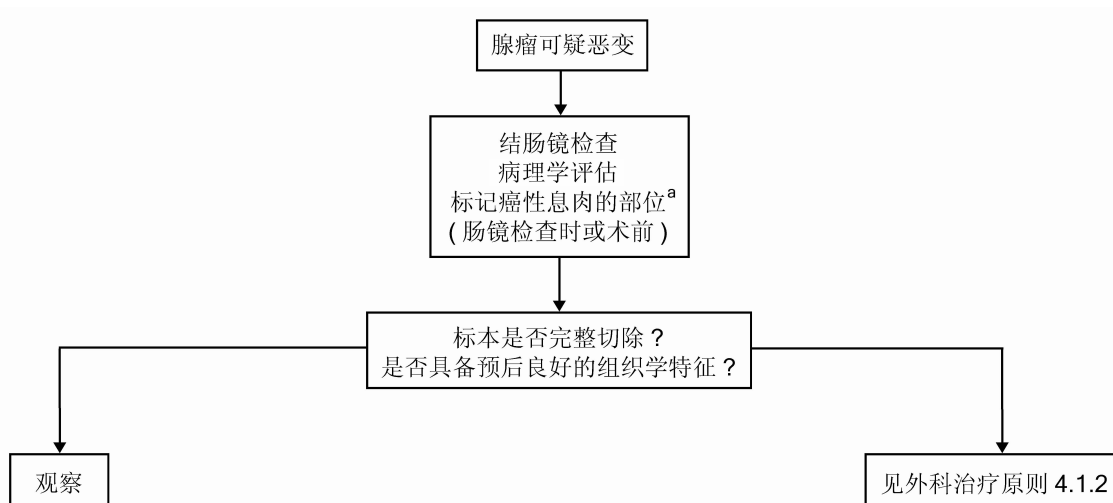 腺瘤可疑恶变
结肠镜检查
病理学评估
标记癌性息肉的部位a
(肠镜检查时或术前)
标本是否完整切除?
是否具备预后良好的组织学特征?
观察
见外科治疗原则 4.1.2